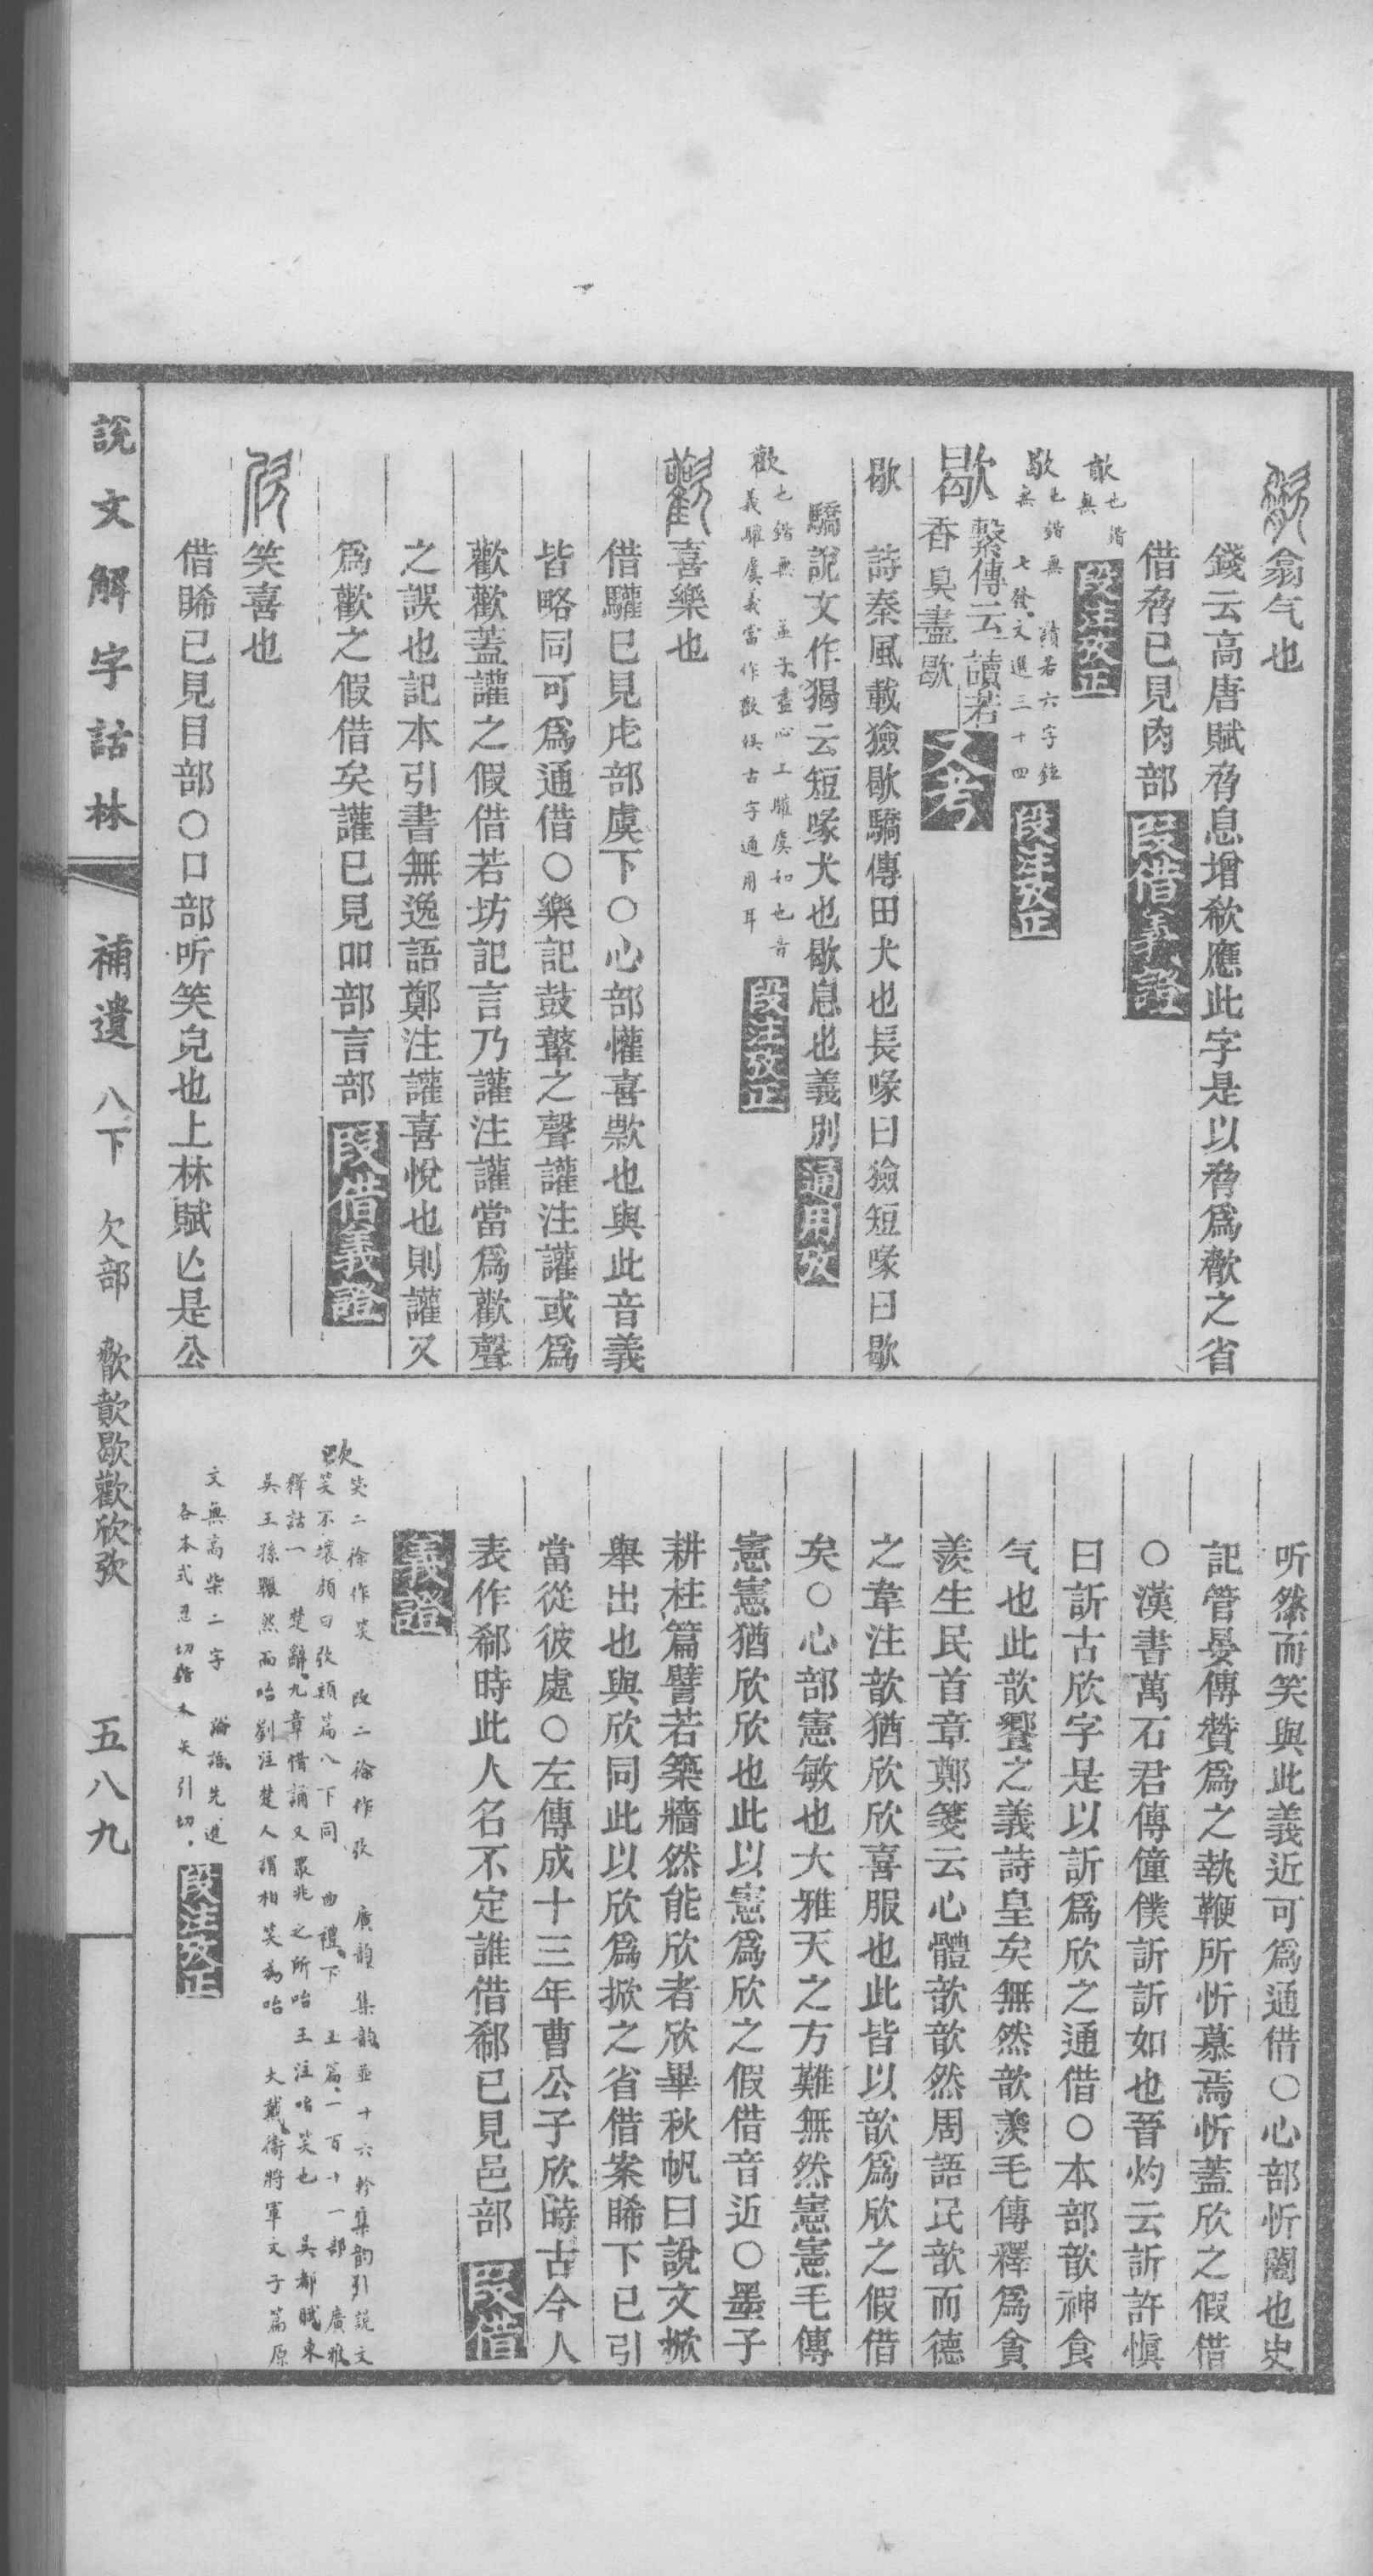 翕气也
錢云高唐賦脅息增欷應此字是以脅爲歙之省
借脅已見肉部 段借義證
也鍇
無 段注攷正
歇
也鍇無 讀若六字鉉
無 七發文選三十四 段注攷正
歇 繫傳云讀若
香臭盡歇 又考
歇 詩秦風載獫歇驕傳田犬也長喙曰獫短喙曰歇
驕說文作猲云短喙犬也歇息也義別 通用攷
歡
也鍇無 孟子盡心上驩虞如也音
義驩虞義當作歡娛古字通用耳 段注攷正
歡 喜樂也
借驩已見虍部虞下○心部懽喜歀也與此音義
皆略同可爲通借○樂記鼓鼙之聲讙注讙或爲
歡歡蓋讙之假借若坊記言乃讙注讙當爲歡聲
之誤也記本引書無逸語鄭注讙喜悅也則讙又
爲歡之假借矣讙已見吅部言部 段借義證
欣 笑喜也
借睎已見目部○口部听笑皃也上林賦亾是公
听然而笑與此義近可爲通借○心部忻闓也史
記管晏傳贊爲之執鞭所忻慕焉忻蓋欣之假借
○漢書萬石君傳僮僕訢訢如也晉灼云訢許愼
曰訢古欣字是以訢爲欣之通借○本部歆神食
气也此歆饗之義詩皇矣無然歆羨毛傳釋爲貪
羨生民首章鄭箋云心體歆歆然周語民歆而德
之韋注歆猶欣欣喜服也此皆以歆爲欣之假借
矣○心部憲敏也大雅天之方難無然憲憲毛傳
憲憲猶欣欣也此以憲爲欣之假借音近○墨子
耕柱篇譬若築牆然能欣者欣畢秋帆曰說文掀
舉出也與欣同此以欣爲掀之省借案睎下已引
當從彼處○左傳成十三年曹公子欣時古今人
表作郗時此人名不定誰借郗已見邑部 段借
義證
笑二徐作笑 改二徐作㰞 廣韻集韻並十六軫集韵引說文
笑不壞顏曰㰞類篇八下同 曲禮下 玉篇一百十一部 廣雅
釋詁一 楚辭九章惜誦又眾兆之所咍王注咍笑也 吳都賦東
吳王孫囅然而咍劉注楚人謂相笑爲咍 大戴衛將軍文子篇原
文無高柴二字 論語先進
各本式忍切鍇本矢引切 段注攷正
說文解字詁林 補遺 八下 欠部 歙歕歇歡欣㰞 五八九